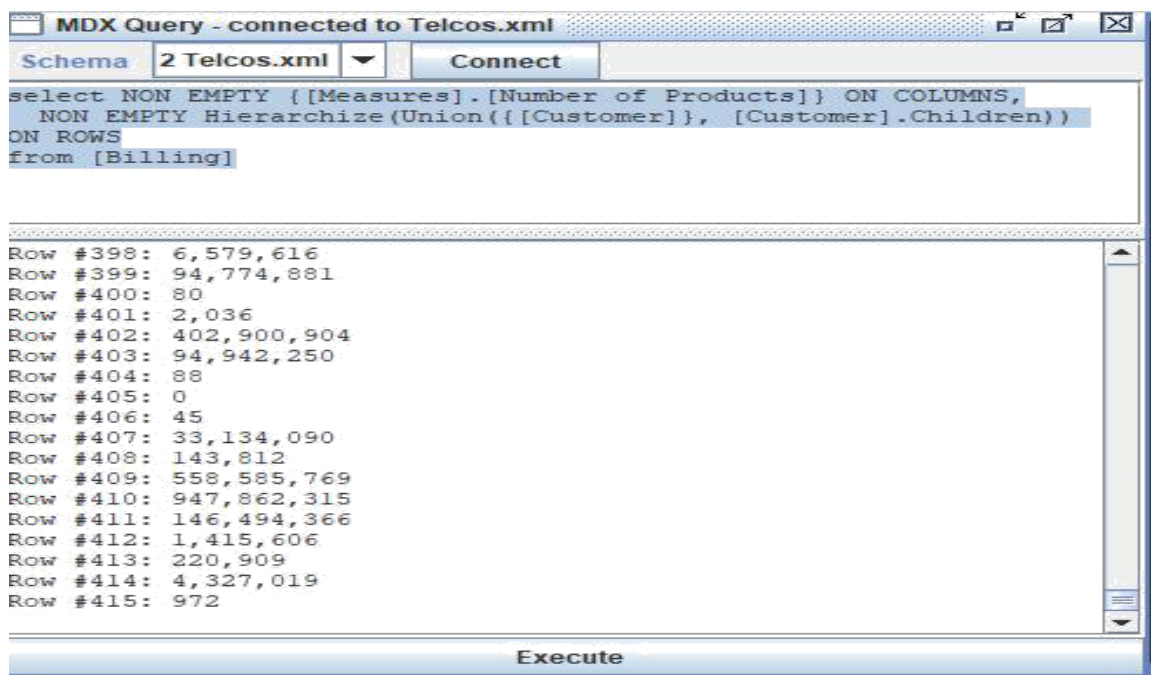 MDX Query - connected to Telcos.xml
Schema 2 Telcos.xml Connect
select NON EMPTY {[Measures].[Number of Products]} ON COLUMNS,
NON EMPTY Hierarchize(Union({[Customer]}, [Customer].Children))
ON ROWS
from [Billing]
Row #398: 6,579,616
Row #399: 94,774,881
Row #400: 80
Row #401: 2,036
Row #402: 402,900,904
Row #403: 94,942,250
Row #404: 88
Row #405: 0
Row #406: 45
Row #407: 33,134,090
Row #408: 143,812
Row #409: 558,585,769
Row #410: 947,862,315
Row #411: 146,494,366
Row #412: 1,415,606
Row #413: 220,909
Row #414: 4,327,019
Row #415: 972
Execute